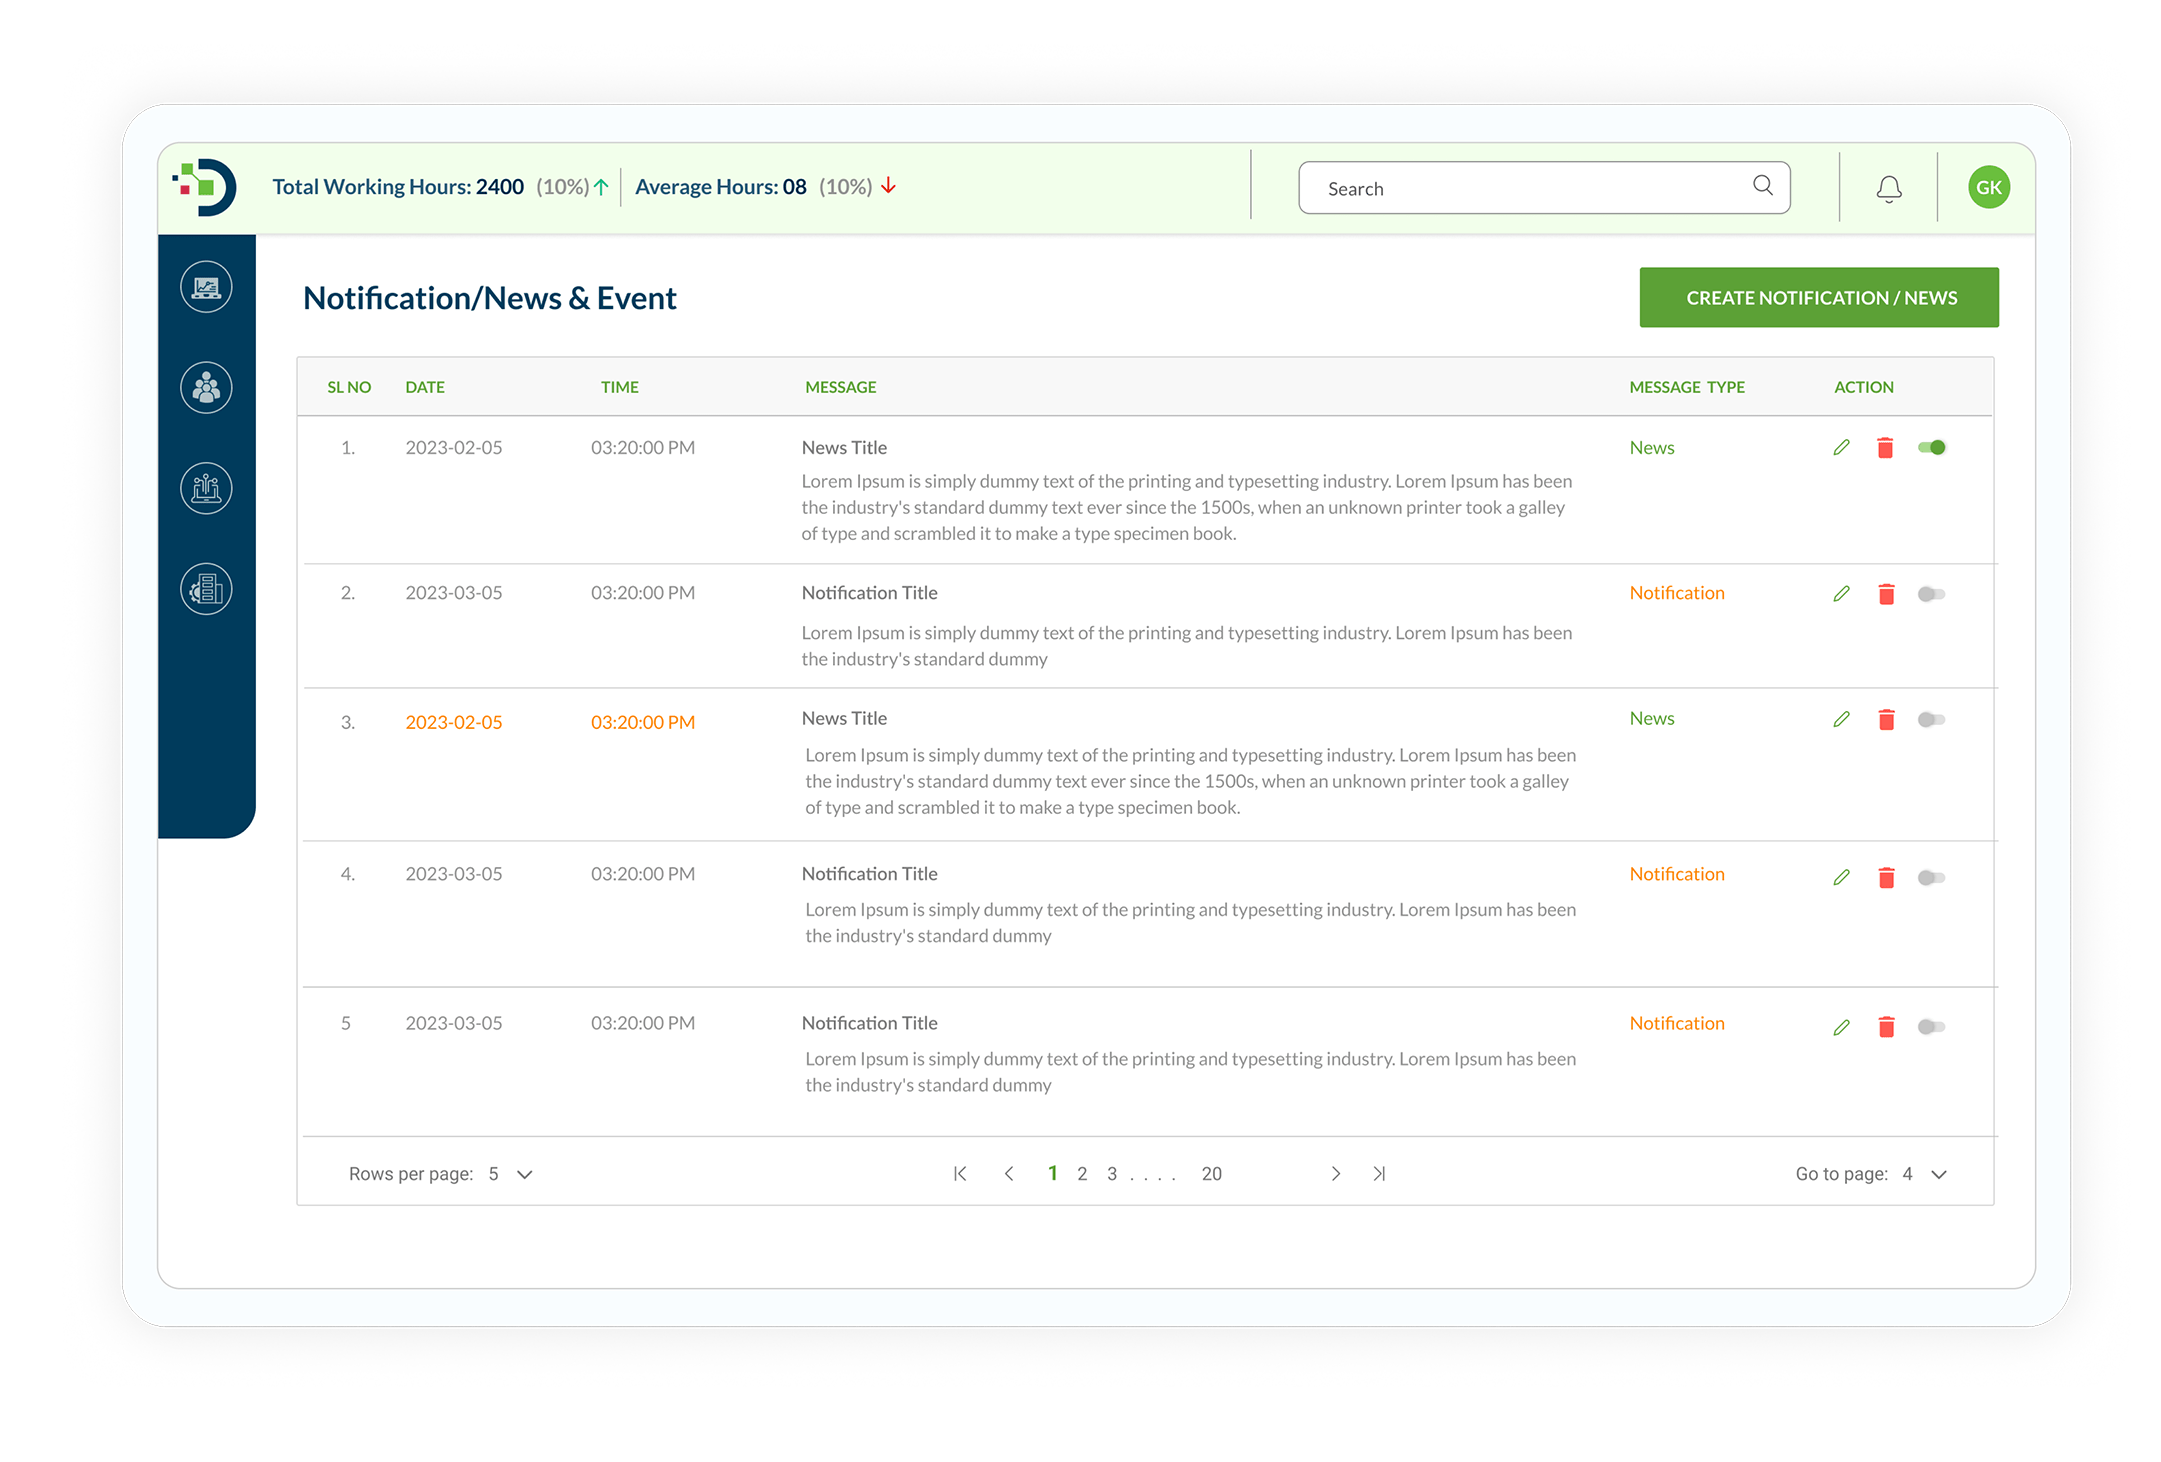 Total Working Hours: 2400 (10%) Average Hours: 08 (10%) Search GK
Notification/News & Event CREATE NOTIFICATION / NEWS
SL NO DATE TIME MESSAGE MESSAGE TYPE ACTION
1. 2023-02-05 03:20:00 PM News Title News
Lorem Ipsum is simply dummy text of the printing and typesetting industry. Lorem Ipsum has been
the industry's standard dummy text ever since the 1500s, when an unknown printer took a galley
of type and scrambled it to make a type specimen book.
2. 2023-03-05 03:20:00 PM Notification Title Notification
Lorem Ipsum is simply dummy text of the printing and typesetting industry. Lorem Ipsum has been
the industry's standard dummy
3. 2023-02-05 03:20:00 PM News Title News
Lorem Ipsum is simply dummy text of the printing and typesetting industry. Lorem Ipsum has been
the industry's standard dummy text ever since the 1500s, when an unknown printer took a galley
of type and scrambled it to make a type specimen book.
4. 2023-03-05 03:20:00 PM Notification Title Notification
Lorem Ipsum is simply dummy text of the printing and typesetting industry. Lorem Ipsum has been
the industry's standard dummy
5 2023-03-05 03:20:00 PM Notification Title Notification
Lorem Ipsum is simply dummy text of the printing and typesetting industry. Lorem Ipsum has been
the industry's standard dummy
Rows per page: 5 1 2 3 . . . . 20 Go to page: 4